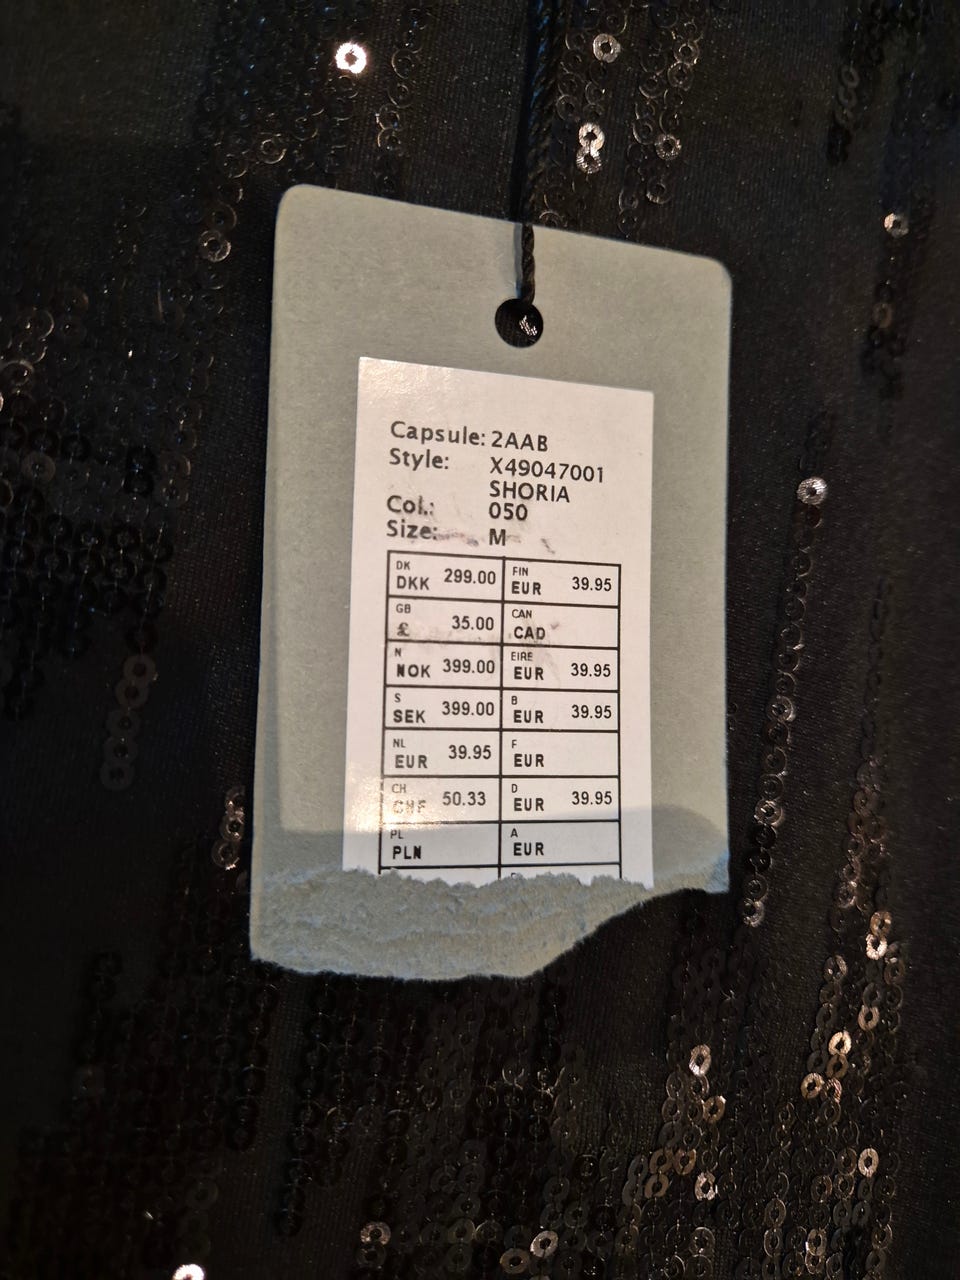 Capsule: 2AAB
Style: X49047001
SHORIA
Col.: 050
Size: M
DK DKK 299.00 FIN EUR 39.95
GB £ 35.00 CAN CAD
N NOK 399.00 EIRE EUR 39.95
S SEK 399.00 B EUR 39.95
NL EUR 39.95 F EUR
CH CHF 50.33 D EUR 39.95
PL PLN A EUR